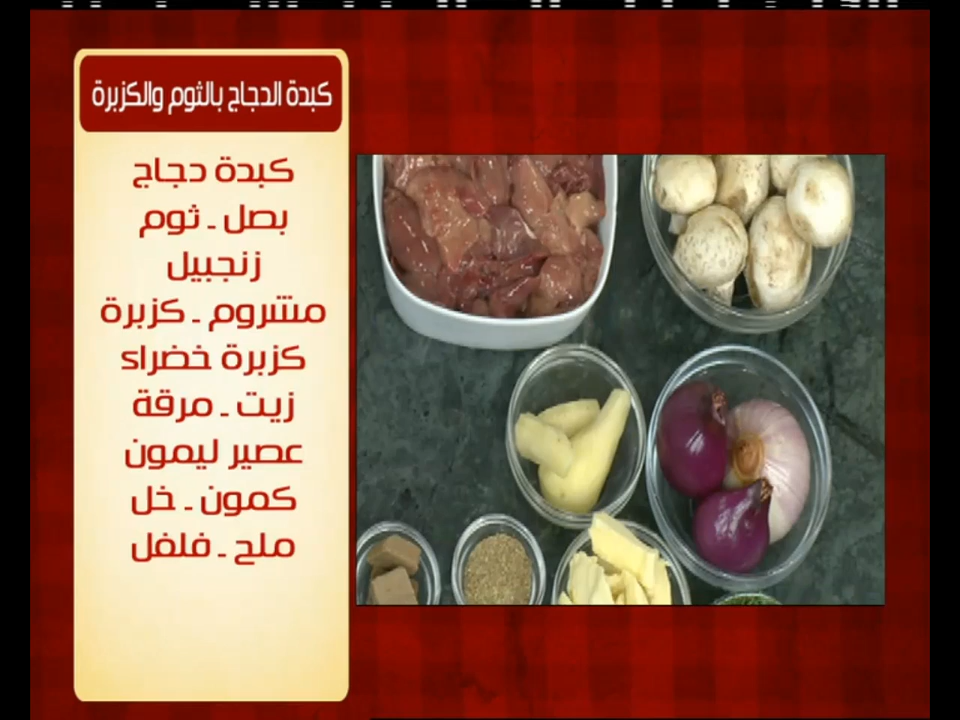 كبدة الدجاج بالثوم والكزبرة
كبدة دجاج
بصل - ثوم
زنجبيل
مشروم - كزبرة
كزبرة خضراء
زيت - مرقة
عصير ليمون
كمون - خل
ملح - فلفل